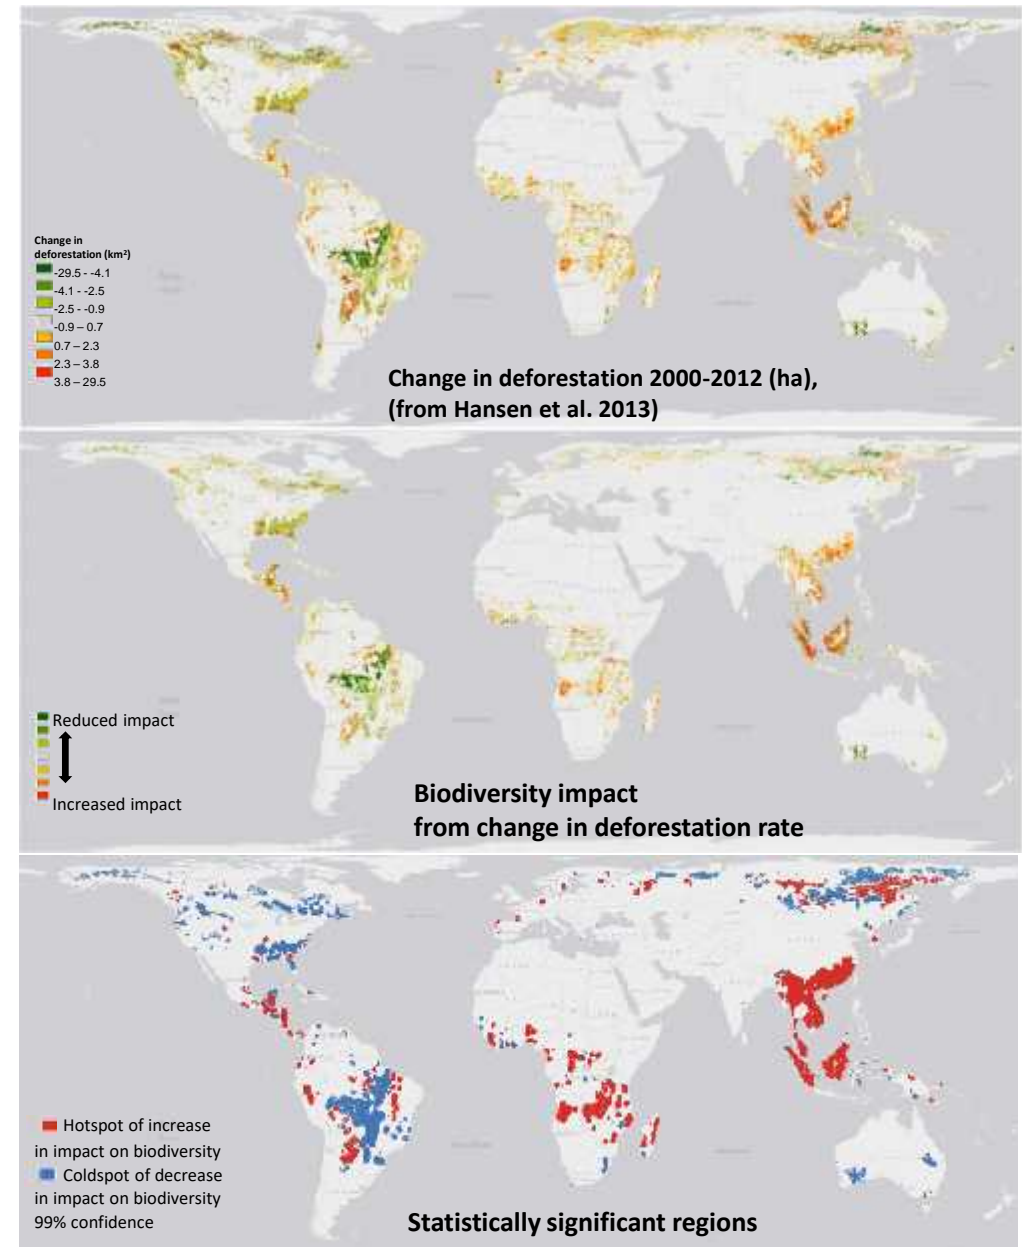 Change in
deforestation (km²)
-29.5 - -4.1
-4.1 - -2.5
-2.5 - -0.9
-0.9 – 0.7
0.7 – 2.3
2.3 – 3.8
3.8 – 29.5
Change in deforestation 2000-2012 (ha),
(from Hansen et al. 2013)
Reduced impact
Increased impact
Biodiversity impact
from change in deforestation rate
Hotspot of increase
in impact on biodiversity
Coldspot of decrease
in impact on biodiversity
99% confidence
Statistically significant regions